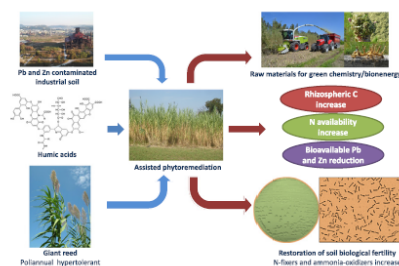 Pb and Zn contaminated
industrial soil
Humic acids
Giant reed
Poliannual hypertolerant
Assisted phytoremediation
Raw materials for green chemistry/bionenergy
Rhizospheric C
increase
N availability
increase
Bioavailable Pb
and Zn reduction
Restoration of soil biological fertility
N-fixers and ammonia-oxidizers increase